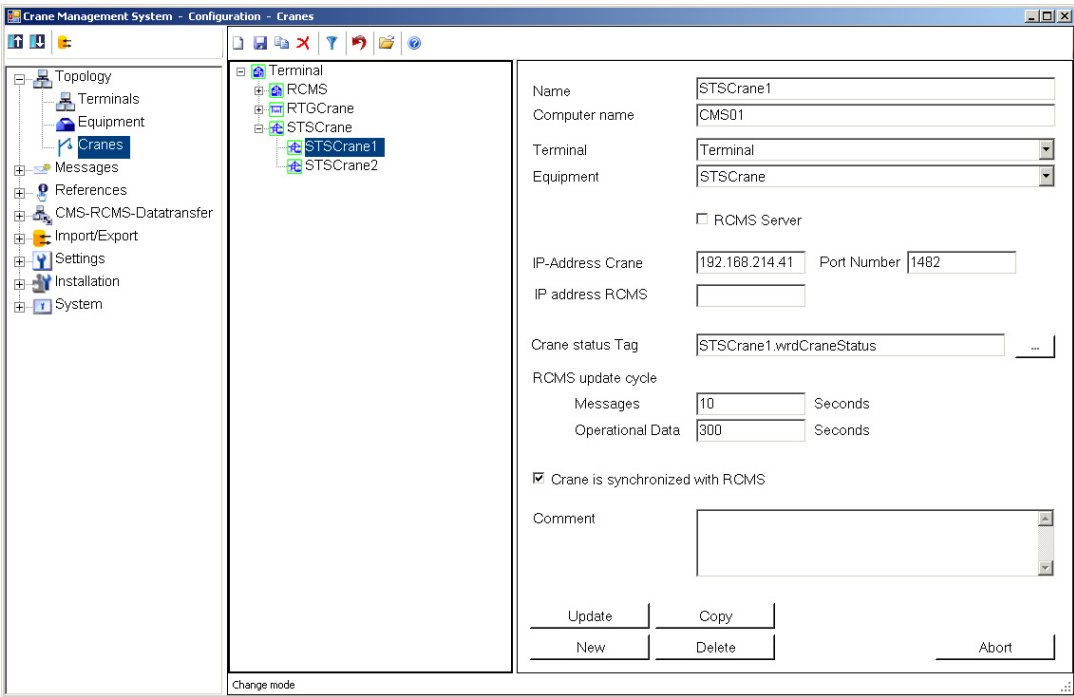 Crane Management System - Configuration - Cranes
Topology
Terminals
Equipment
Cranes
Messages
References
CMS-RCMS-Datatransfer
Import/Export
Settings
Installation
System
Terminal
RCMS
RTGCrane
STSCrane
STSCrane1
STSCrane2
Name STSCrane1
Computer name CMS01
Terminal Terminal
Equipment STSCrane
RCMS Server
IP-Address Crane 192.168.214.41 Port Number 1482
IP address RCMS
Crane status Tag STSCrane1.wrdCraneStatus ...
RCMS update cycle
Messages 10 Seconds
Operational Data 300 Seconds
Crane is synchronized with RCMS
Comment
Update Copy
New Delete Abort
Change mode